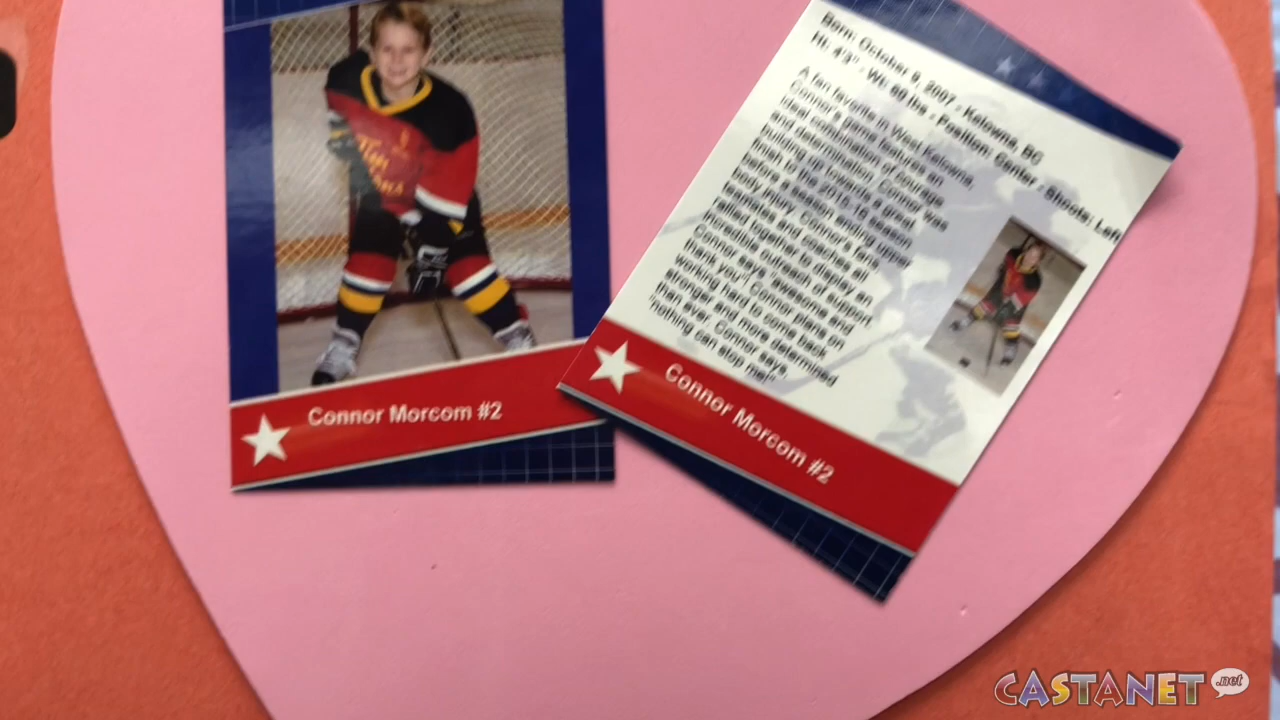 Connor Morcom #2
Born: October 9, 2007 - Kelowna, BC
Ht: 4'3" - Wt: 60 lbs - Position: Center - Shoots: Left
A fan favorite in West Kelowna,
Connor's game features an
ideal combination of courage
and determination. Connor was
building up towards a great
finish to the 2015-16 season
before a season ending upper
body injury. Connor's fans,
teammates and coaches all
rallied together to display an
incredible outreach of support
Connor says "awesome and
thank you". Connor plans on
working hard to come back
stronger and more determined
than ever. Connor says,
"nothing can stop me!"
Connor Morcom #2
CASTANET .net